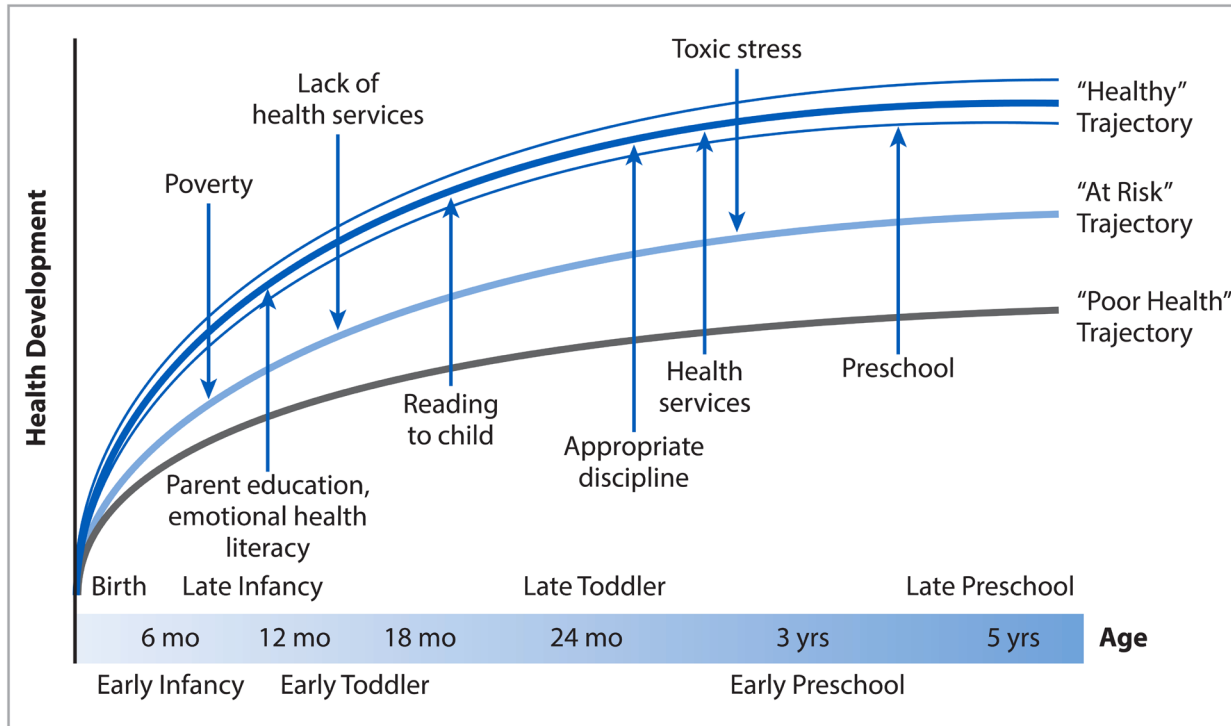 Toxic stress
Lack of
health services
"Healthy"
Trajectory
Poverty
"At Risk"
Trajectory
"Poor Health"
Trajectory
Health Development
Preschool
Health
services
Reading
to child
Appropriate
discipline
Parent education,
emotional health
literacy
Birth
Late Infancy
Late Toddler
Late Preschool
6 mo
12 mo
18 mo
24 mo
3 yrs
5 yrs
Age
Early Infancy
Early Toddler
Early Preschool